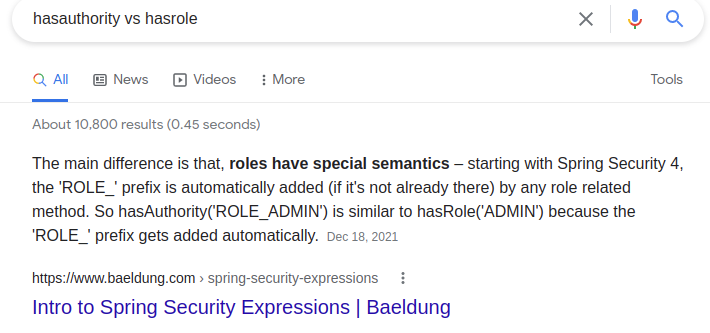 hasauthority vs hasrole
All News Videos More Tools
About 10,800 results (0.45 seconds)
The main difference is that, roles have special semantics – starting with Spring Security 4,
the 'ROLE_' prefix is automatically added (if it's not already there) by any role related
method. So hasAuthority('ROLE_ADMIN') is similar to hasRole('ADMIN') because the
'ROLE_' prefix gets added automatically. Dec 18, 2021
https://www.baeldung.com › spring-security-expressions
Intro to Spring Security Expressions | Baeldung